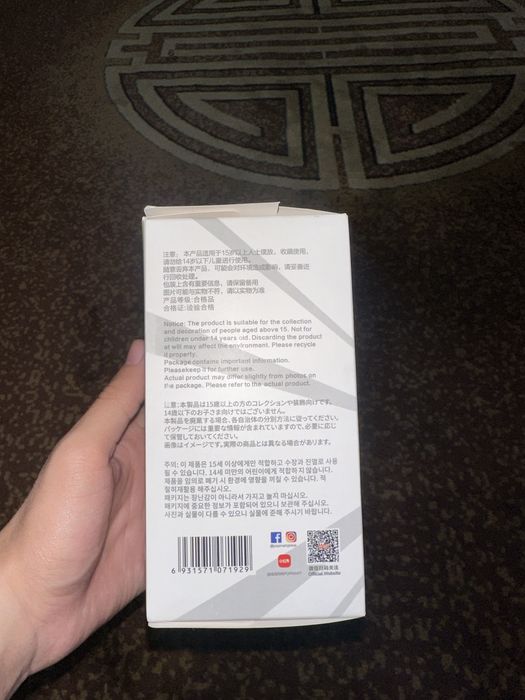 注意：本产品适用于15岁以上人士摆放，收藏使用，
请勿给14岁以下儿童进行使用。
随意丢弃本产品，可能会对环境造成影响，请妥善进
行回收处理。
包装上含有重要信息，请保留备用
图片可能与实物不符，请以实物为准
产品等级:合格品
合格证:检验合格
Notice: The product is suitable for the collection
and decoration of people aged above 15. Not for
children under 14 years old. Discarding the product
at will may affect the environment. Please recycle
it properly.
Package contains important information.
Pleasekeep it for further use.
Actual product may differ slightly from photos on
the package. Please refer to the actual product.
注意:本製品は15歳以上の方のコレクションや装飾向けです。
14歳以下のお子さま向けではございません。
本製品を廃棄する場合、各自治体の分別方法に従ってください。
パッケージには重要な情報が含まれていますので、必要に応じ
て保管しておいてください。
画像はイメージです。実際の商品とは異なる場合があります。
주의: 이 제품은 15세 이상에게만 적합하고 수장과 진열로 사용
될 수 있습니다. 14세 미만의 어린이에게 적합하지 않습니다.
제품을 임의로 폐기 시 환경에 영향을 끼칠 수 있습니다. 적
절히재활용 해주십시오.
패키지는 장난감이 아니라서 가지고 놀지 마십시오.
패키지에 중요한 정보가 포함되어 있으니 보관해 주십시오.
사진과 실물이 다를 수 있으니 실물에 준해 주시기 바랍니다.
6 931571 071929
小红书
Official Website